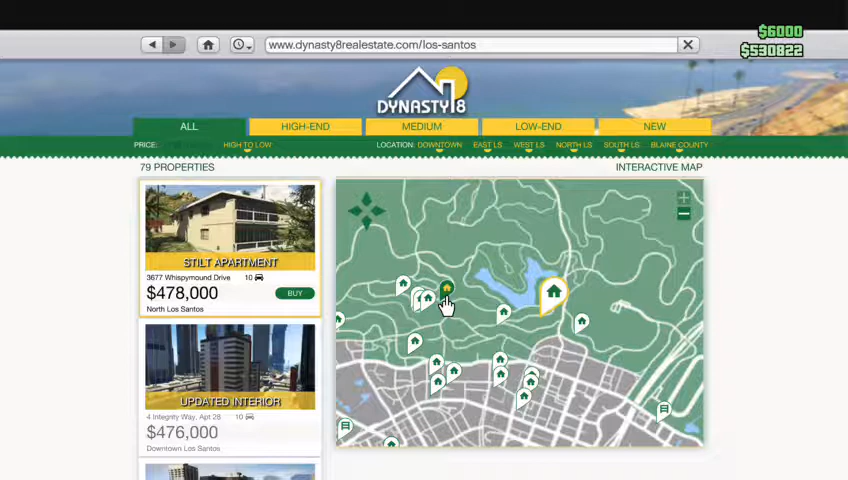 $6000
$530822
www.dynasty8realestate.com/los-santos
DYNASTY8
ALL HIGH-END MEDIUM LOW-END NEW
PRICE: HIGH TO LOW LOCATION: DOWNTOWN EAST LS WEST LS NORTH LS SOUTH LS BLAINE COUNTY
79 PROPERTIES
INTERACTIVE MAP
STILT APARTMENT
3677 Whispymound Drive 10
$478,000 BUY
North Los Santos
UPDATED INTERIOR
4 Integrity Way, Apt 28 10
$476,000
Downtown Los Santos